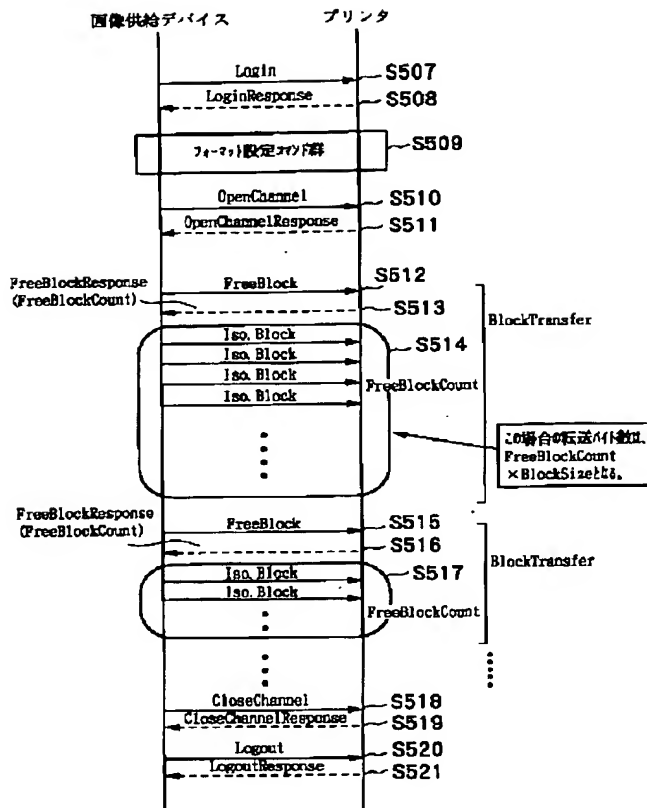 画像供給デバイス プリンタ
Login S507
LoginResponse S508
フォーマット設定コマンド群 S509
OpenChannel S510
OpenChannelResponse S511
FreeBlock S512
FreeBlockResponse
(FreeBlockCount)
S513
BlockTransfer
Iso.Block S514
Iso.Block
Iso.Block
FreeBlockCount
Iso.Block
この場合の転送バイト数は、
FreeBlockCount
×BlockSizeとなる。
FreeBlockResponse
(FreeBlockCount)
FreeBlock S515
S516
BlockTransfer
Iso.Block S517
Iso.Block
FreeBlockCount
CloseChannel S518
CloseChannelResponse S519
Logout S520
LogoutResponse S521